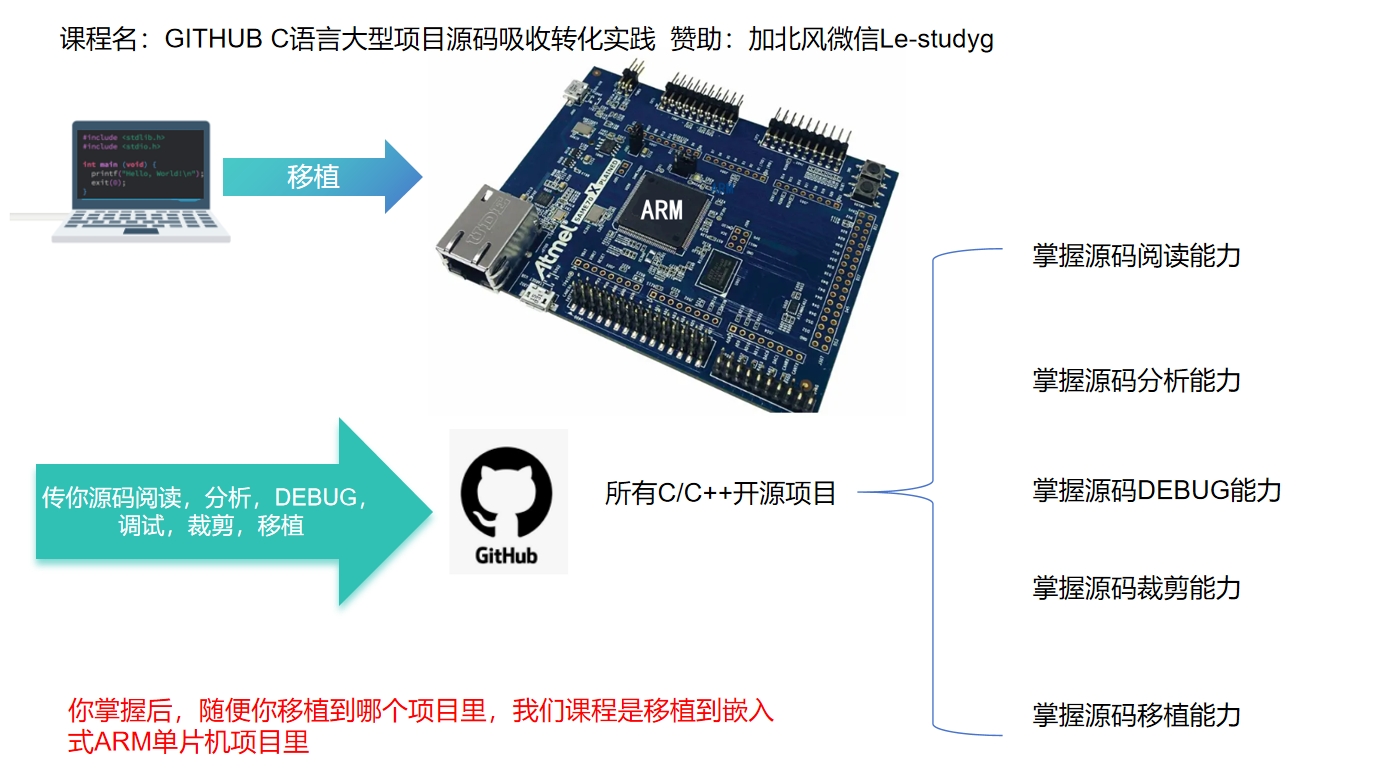 课程名：GITHUB C语言大型项目源码吸收转化实践 赞助：加北风微信Le-studyg
#include <stdlib.h>
#include <stdio.h>
int main (void) {
printf("Hello, World!\n");
exit(0);
}
移植
ARM
Atmel
掌握源码阅读能力
掌握源码分析能力
传你源码阅读，分析，DEBUG，
调试，裁剪，移植
GitHub
所有C/C++开源项目
掌握源码DEBUG能力
掌握源码裁剪能力
你掌握后，随便你移植到哪个项目里，我们课程是移植到嵌入
式ARM单片机项目里
掌握源码移植能力